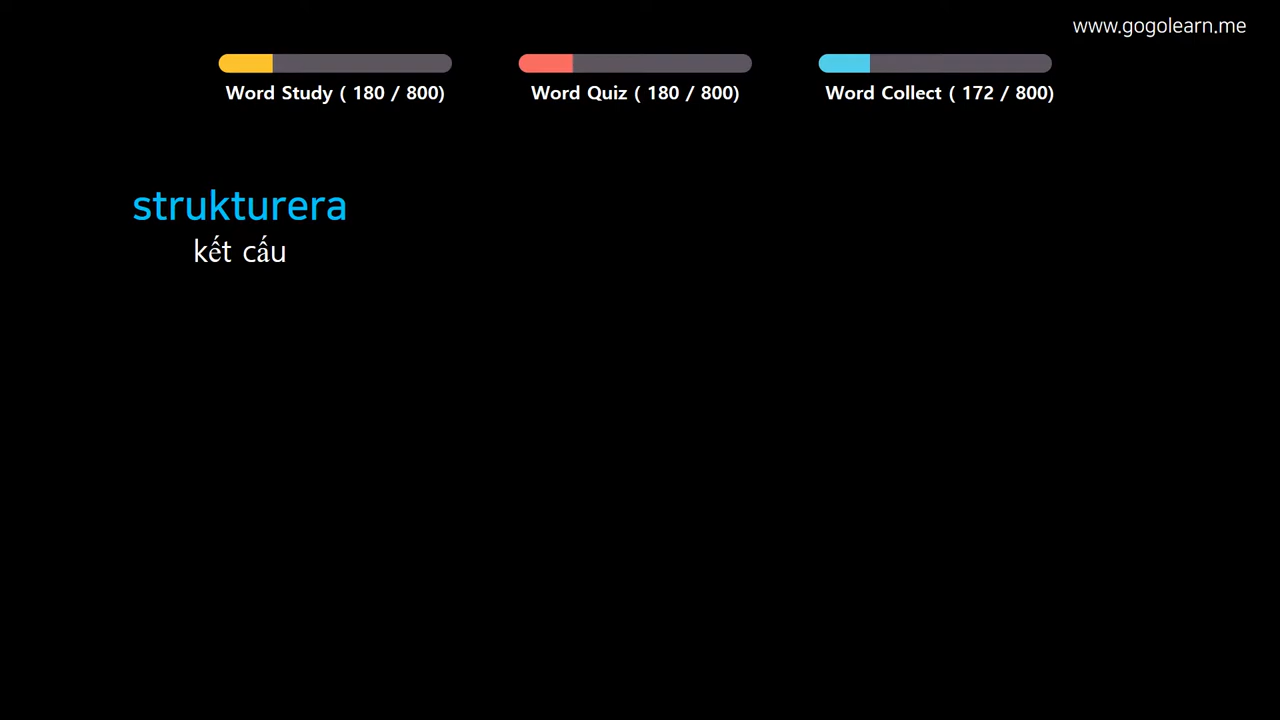 www.gogolearn.me
Word Study ( 180 / 800)
Word Quiz ( 180 / 800)
Word Collect ( 172 / 800)
strukturera
kết cấu